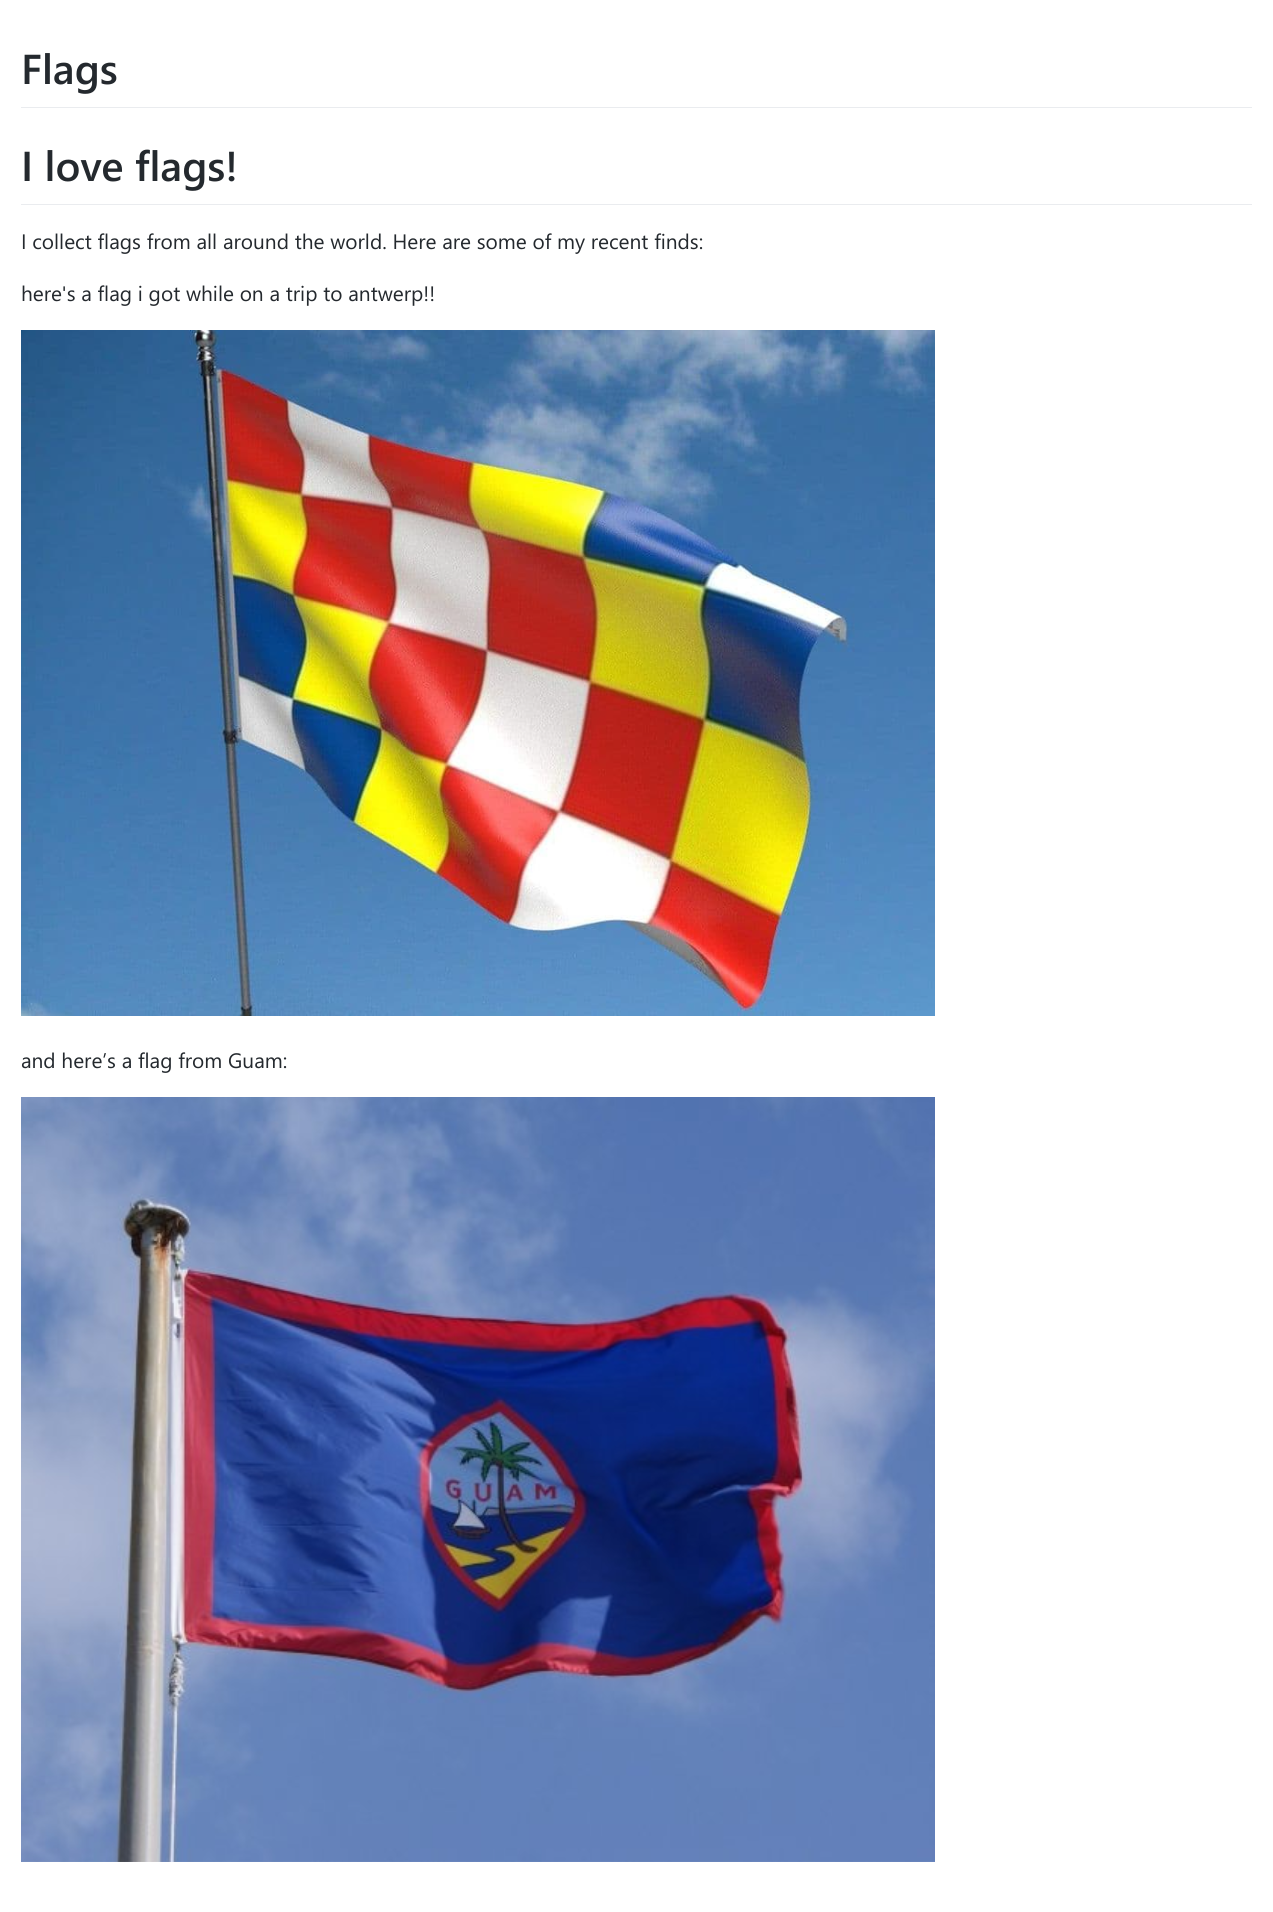 Flags
I love flags!
I collect flags from all around the world. Here are some of my recent finds:
here's a flag i got while on a trip to antwerp!!
and here’s a flag from Guam:
GUAM